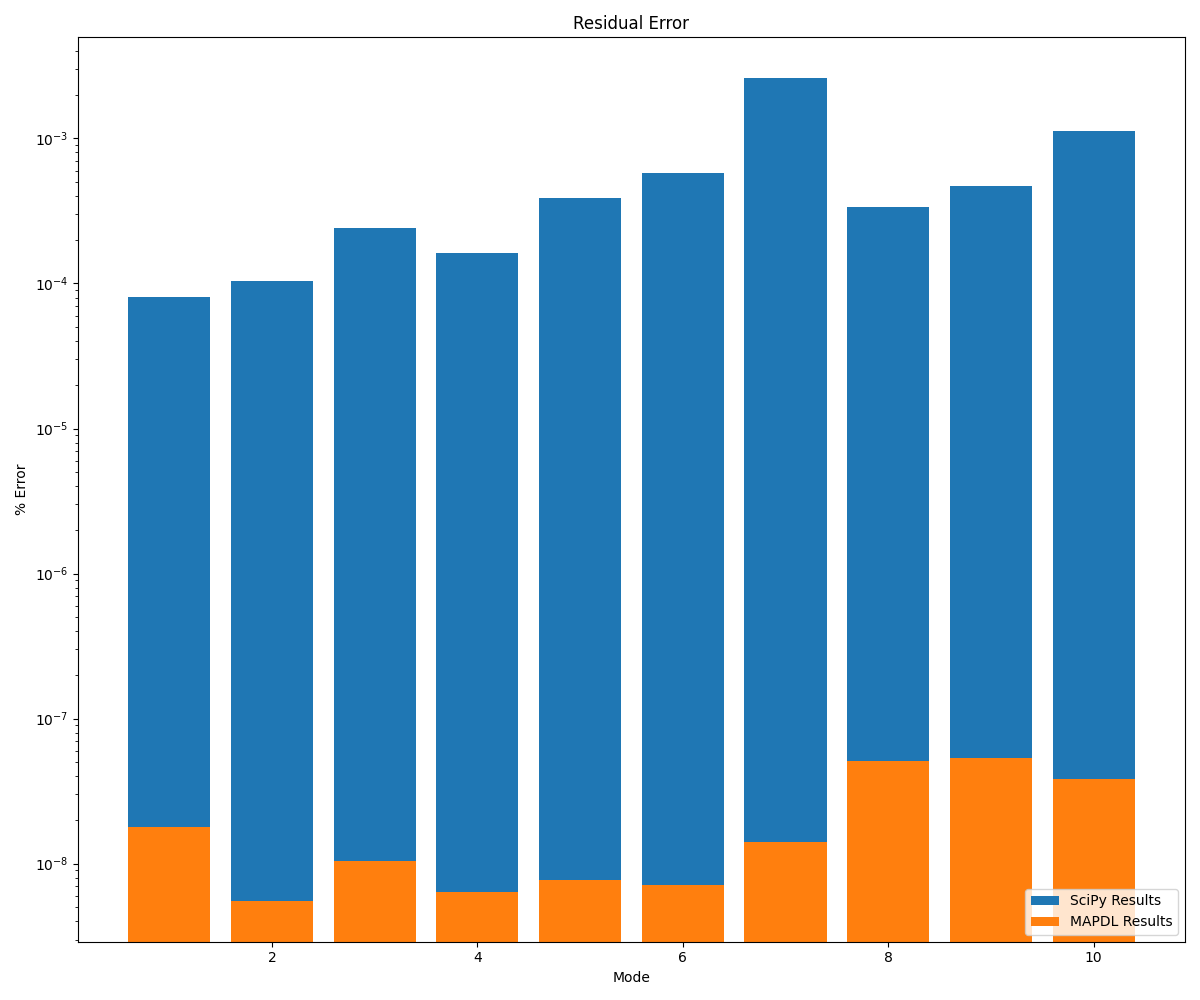 Residual Error
% Error
10⁻³
10⁻⁴
10⁻⁵
10⁻⁶
10⁻⁷
10⁻⁸
2
4
6
8
10
Mode
SciPy Results
MAPDL Results